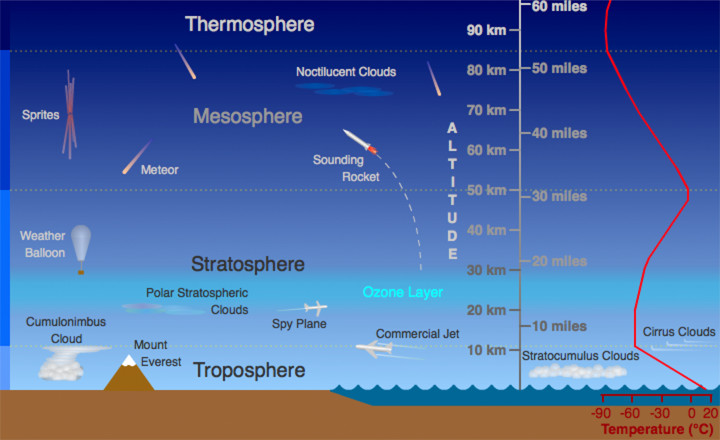 60 miles
Thermosphere
90 km
Noctilucent Clouds
80 km
50 miles
Sprites
Mesosphere
70 km
A
L
T
I
T
U
D
E
40 miles
60 km
Meteor
Sounding
Rocket
50 km
30 miles
Weather
Balloon
40 km
Stratosphere
20 miles
30 km
Polar Stratospheric
Clouds
Ozone Layer
Spy Plane
20 km
Cumulonimbus
Cloud
Mount
Everest
Commercial Jet
10 miles
Cirrus Clouds
10 km
Stratocumulus Clouds
Troposphere
-90 -60 -30 0 20
Temperature (°C)